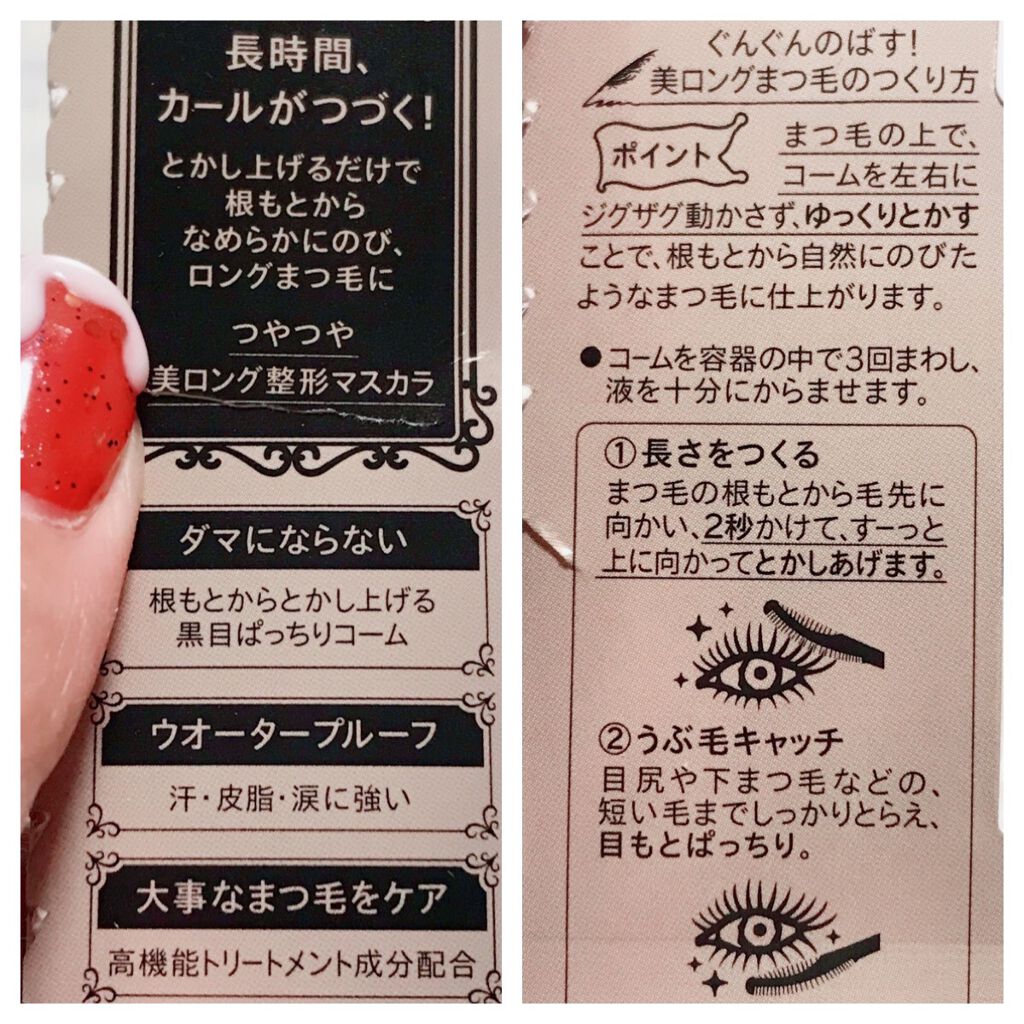 長時間、
カールがつづく!
とかし上げるだけで
根もとから
なめらかにのび、
ロングまつ毛に
つやつや
美ロング整形マスカラ
ダマにならない
根もとからとかし上げる
黒目ぱっちりコーム
ウオータープルーフ
汗・皮脂・涙に強い
大事なまつ毛をケア
高機能トリートメント成分配合
ぐんぐんのばす!
美ロングまつ毛のつくり方
ポイント
まつ毛の上で、
コームを左右に
ジグザグ動かさず、ゆっくりとかす
ことで、根もとから自然にのびた
ようなまつ毛に仕上がります。
●コームを容器の中で3回まわし、
液を十分にからませます。
①長さをつくる
まつ毛の根もとから毛先に
向かい、2秒かけて、すーっと
上に向かってとかしあげます。
②うぶ毛キャッチ
目尻や下まつ毛などの、
短い毛までしっかりとらえ、
目もとぱっちり。